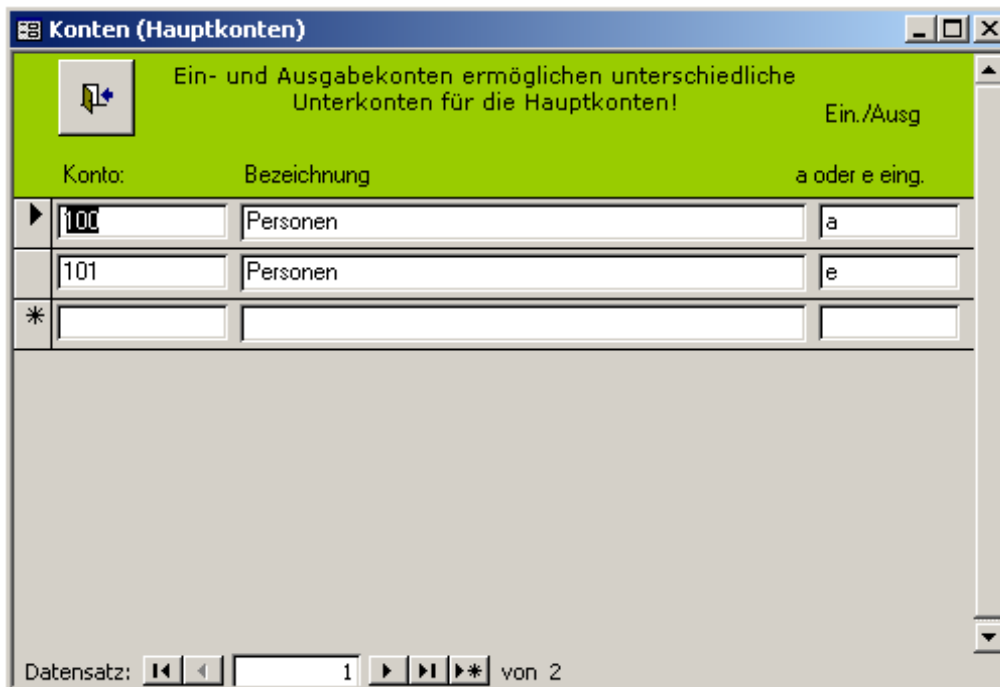 Konten (Hauptkonten)
Ein- und Ausgabekonten ermöglichen unterschiedliche
Unterkonten für die Hauptkonten!
Ein./Ausg
Konto: Bezeichnung a oder e eing.
100 Personen a
101 Personen e
Datensatz: 1 von 2